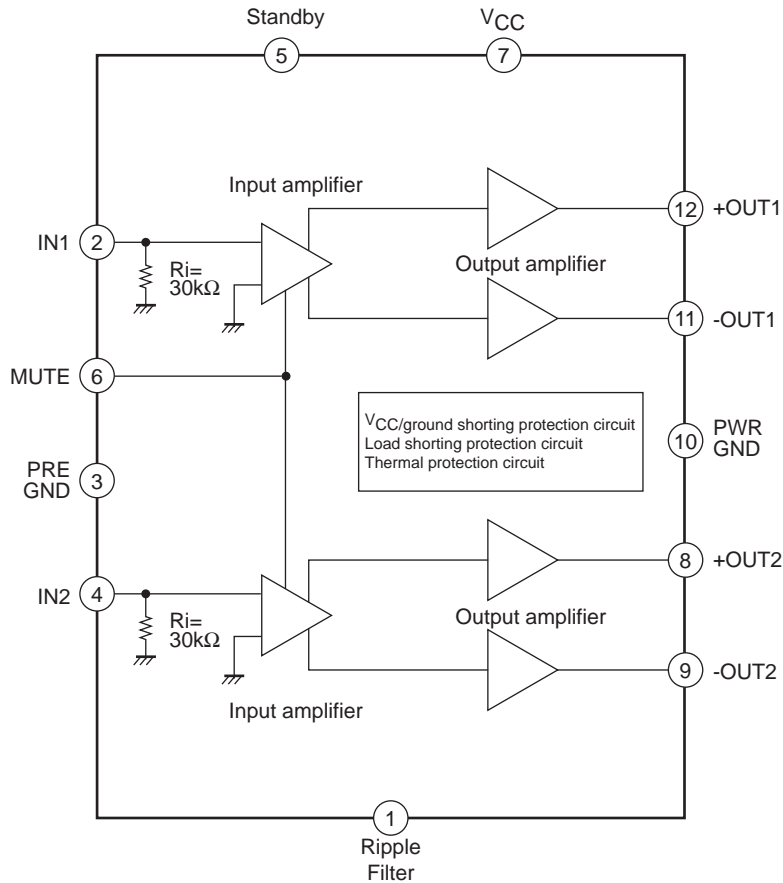 Standby
VCC
5
7
Input amplifier
IN1
2
Ri=
30kΩ
12
+OUT1
Output amplifier
11
-OUT1
MUTE
6
VCC/ground shorting protection circuit
Load shorting protection circuit
Thermal protection circuit
10
PWR
GND
PRE
GND
3
IN2
4
Ri=
30kΩ
8
+OUT2
Output amplifier
9
-OUT2
Input amplifier
1
Ripple
Filter